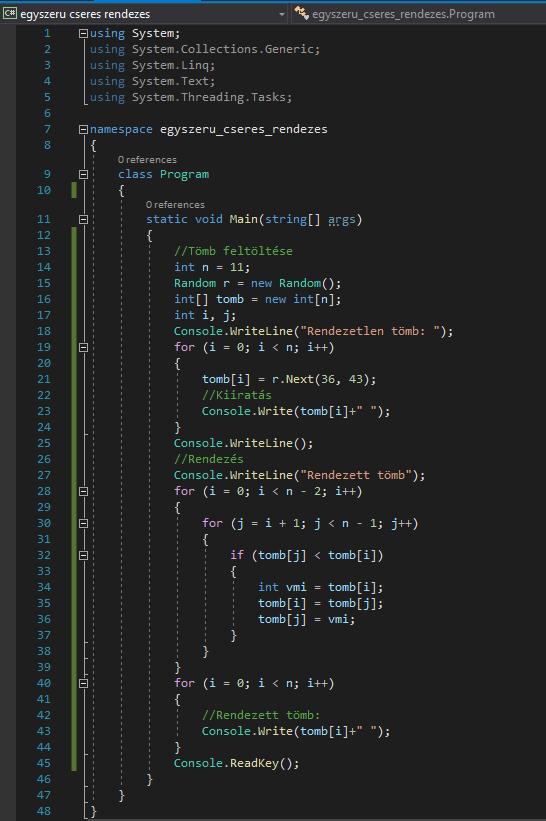 C# egyszeru cseres rendezes egyszeru_cseres_rendezes.Program
1 using System;
2 using System.Collections.Generic;
3 using System.Linq;
4 using System.Text;
5 using System.Threading.Tasks;
6
7 namespace egyszeru_cseres_rendezes
8 {
0 references
9 class Program
10 {
0 references
11 static void Main(string[] args)
12 {
13 //Tömb feltöltése
14 int n = 11;
15 Random r = new Random();
16 int[] tomb = new int[n];
17 int i, j;
18 Console.WriteLine("Rendezetlen tömb: ");
19 for (i = 0; i < n; i++)
20 {
21 tomb[i] = r.Next(36, 43);
22 //Kiiratás
23 Console.Write(tomb[i]+" ");
24 }
25 Console.WriteLine();
26 //Rendezés
27 Console.WriteLine("Rendezett tömb");
28 for (i = 0; i < n - 2; i++)
29 {
30 for (j = i + 1; j < n - 1; j++)
31 {
32 if (tomb[j] < tomb[i])
33 {
34 int vmi = tomb[i];
35 tomb[i] = tomb[j];
36 tomb[j] = vmi;
37 }
38 }
39 }
40 for (i = 0; i < n; i++)
41 {
42 //Rendezett tömb:
43 Console.Write(tomb[i]+" ");
44 }
45 Console.ReadKey();
46 }
47 }
48 }